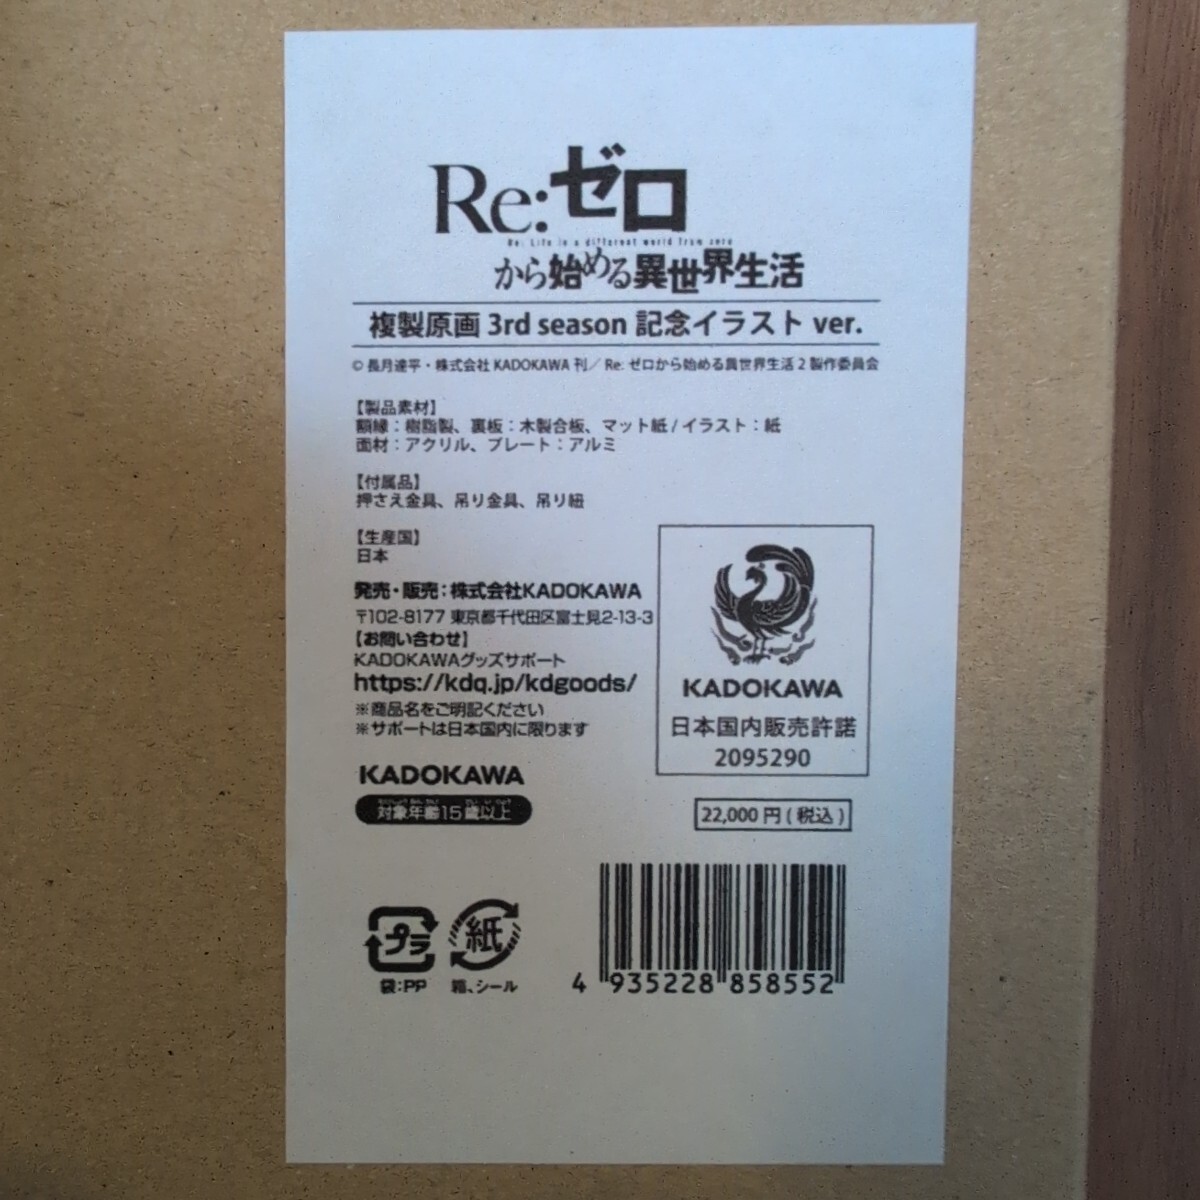 Re:ゼロ
Re: Life in a different world from zero
から始める異世界生活
複製原画 3rd season 記念イラスト ver.
© 長月達平・株式会社 KADOKAWA 刊／ Re: ゼロから始める異世界生活 2 製作委員会
【製品素材】
額縁：樹脂製、裏板：木製合板、マット紙 / イラスト：紙
面材：アクリル、プレート：アルミ
【付属品】
押さえ金具、吊り金具、吊り紐
【生産国】
日本
発売・販売：株式会社KADOKAWA
〒102-8177 東京都千代田区富士見2-13-3
【お問い合わせ】
KADOKAWAグッズサポート
https://kdq.jp/kdgoods/
※商品名をご明記ください
※サポートは日本国内に限ります
KADOKAWA
対象年齢15歳以上
KADOKAWA
日本国内販売許諾
2095290
22,000 円 ( 税込 )
プラ
袋：PP
紙
箱、シール
4 935228 858552